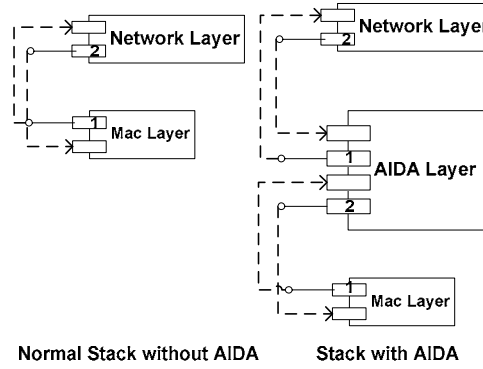 Network Layer
2
1
Mac Layer
Normal Stack without AIDA
Network Layer
2
1
AIDA Layer
2
1
Mac Layer
Stack with AIDA